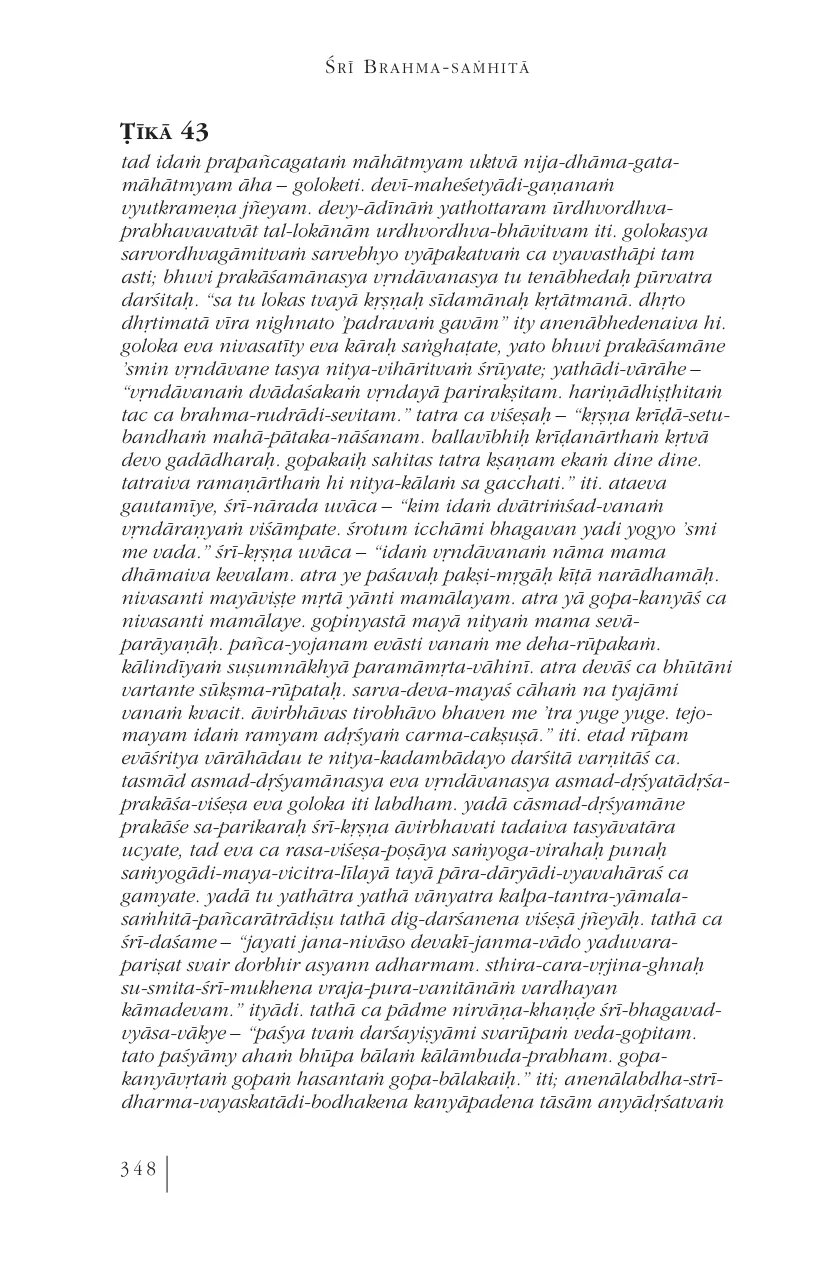 Śrī Brahma-saṁhitā
Ṭīkā 43
tad idaṁ prapañcagataṁ māhātmyam uktvā nija-dhāma-gata-
māhātmyam āha – goloketi. devī-maheśetyādi-gaṇanaṁ
vyutkrameṇa jñeyam. devy-ādīnāṁ yathottaram ūrdhvordhva-
prabhavavatvāt tal-lokānām urdhvordhva-bhāvitvam iti. golokasya
sarvordhvagāmitvaṁ sarvebhyo vyāpakatvaṁ ca vyavasthāpi tam
asti; bhuvi prakāśamānasya vṛndāvanasya tu tenābhedaḥ pūrvatra
darśitaḥ. “sa tu lokas tvayā kṛṣṇaḥ sīdamānaḥ kṛtātmanā. dhṛto
dhṛtimatā vīra nighnato ’padravaṁ gavām” ity anenābhedenaiva hi.
goloka eva nivasatīty eva kāraḥ saṅghaṭate, yato bhuvi prakāśamāne
’smin vṛndāvane tasya nitya-vihāritvaṁ śrūyate; yathādi-vārāhe –
“vṛndāvanaṁ dvādaśakaṁ vṛndayā parirakṣitam. hariṇādhiṣṭhitaṁ
tac ca brahma-rudrādi-sevitam.” tatra ca viśeṣaḥ – “kṛṣṇa krīḍā-setu-
bandhaṁ mahā-pātaka-nāśanam. ballavībhiḥ krīḍanārthaṁ kṛtvā
devo gadādharaḥ. gopakaiḥ sahitas tatra kṣaṇam ekaṁ dine dine.
tatraiva ramaṇārthaṁ hi nitya-kālaṁ sa gacchati.” iti. ataeva
gautamīye, śrī-nārada uvāca – “kim idaṁ dvātriṁśad-vanaṁ
vṛndāraṇyaṁ viśāmpate. śrotum icchāmi bhagavan yadi yogyo ’smi
me vada.” śrī-kṛṣṇa uvāca – “idaṁ vṛndāvanaṁ nāma mama
dhāmaiva kevalam. atra ye paśavaḥ pakṣi-mṛgāḥ kīṭā narādhamāḥ.
nivasanti mayāviṣṭe mṛtā yānti mamālayam. atra yā gopa-kanyāś ca
nivasanti mamālaye. gopinyastā mayā nityaṁ mama sevā-
parāyaṇāḥ. pañca-yojanam evāsti vanaṁ me deha-rūpakaṁ.
kālindīyaṁ suṣumnākhyā paramāmṛta-vāhinī. atra devāś ca bhūtāni
vartante sūkṣma-rūpataḥ. sarva-deva-mayaś cāhaṁ na tyajāmi
vanaṁ kvacit. āvirbhāvas tirobhāvo bhaven me ’tra yuge yuge. tejo-
mayam idaṁ ramyam adṛśyaṁ carma-cakṣuṣā.” iti. etad rūpam
evāśritya vārāhādau te nitya-kadambādayo darśitā varṇitāś ca.
tasmād asmad-dṛśyamānasya eva vṛndāvanasya asmad-dṛśyatādṛśa-
prakāśa-viśeṣa eva goloka iti labdham. yadā cāsmad-dṛśyamāne
prakāśe sa-parikaraḥ śrī-kṛṣṇa āvirbhavati tadaiva tasyāvatāra
ucyate, tad eva ca rasa-viśeṣa-poṣāya saṁyoga-virahaḥ punaḥ
saṁyogādi-maya-vicitra-līlayā tayā pāra-dāryādi-vyavahāraś ca
gamyate. yadā tu yathātra yathā vānyatra kalpa-tantra-yāmala-
saṁhitā-pañcarātrādiṣu tathā dig-darśanena viśeṣā jñeyāḥ. tathā ca
śrī-daśame – “jayati jana-nivāso devakī-janma-vādo yaduvara-
pariṣat svair dorbhir asyann adharmam. sthira-cara-vṛjina-ghnaḥ
su-smita-śrī-mukhena vraja-pura-vanitānāṁ vardhayan
kāmadevam.” ityādi. tathā ca pādme nirvāṇa-khaṇḍe śrī-bhagavad-
vyāsa-vākye – “paśya tvaṁ darśayiṣyāmi svarūpaṁ veda-gopitam.
tato paśyāmy ahaṁ bhūpa bālaṁ kālāmbuda-prabham. gopa-
kanyāvṛtaṁ gopaṁ hasantaṁ gopa-bālakaiḥ.” iti; anenālabdha-strī-
dharma-vayaskatādi-bodhakena kanyāpadena tāsām anyādṛśatvaṁ
348